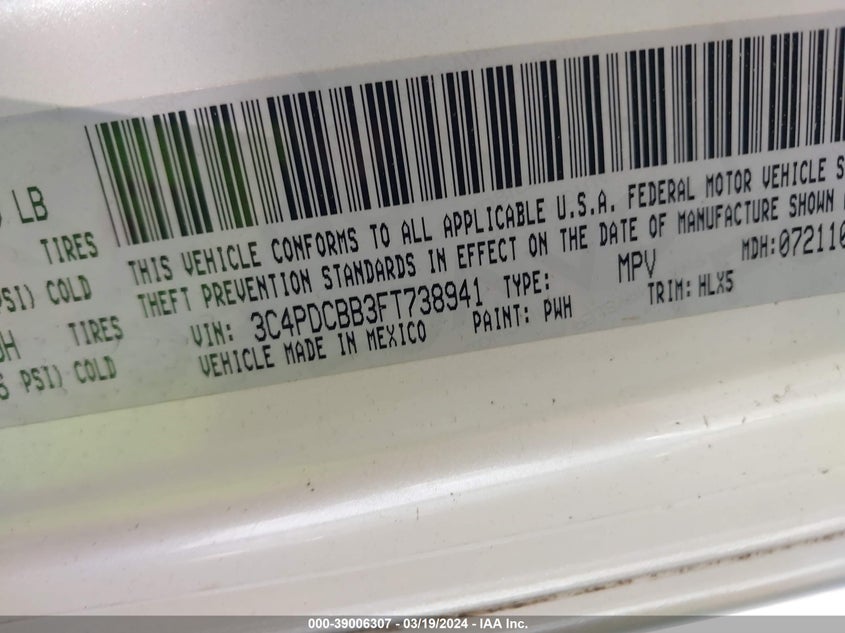 LB
TIRES
PSI) COLD
TIRES
PSI) COLD
THIS VEHICLE CONFORMS TO ALL APPLICABLE U.S.A. FEDERAL MOTOR VEHICLE S
THEFT PREVENTION STANDARDS IN EFFECT ON THE DATE OF MANUFACTURE SHOWN
VIN: 3C4PDCBB3FT738941 TYPE: MPV MDH:072110
VEHICLE MADE IN MEXICO PAINT: PWH TRIM: HLX5
000-39006307 - 03/19/2024 - IAA Inc.